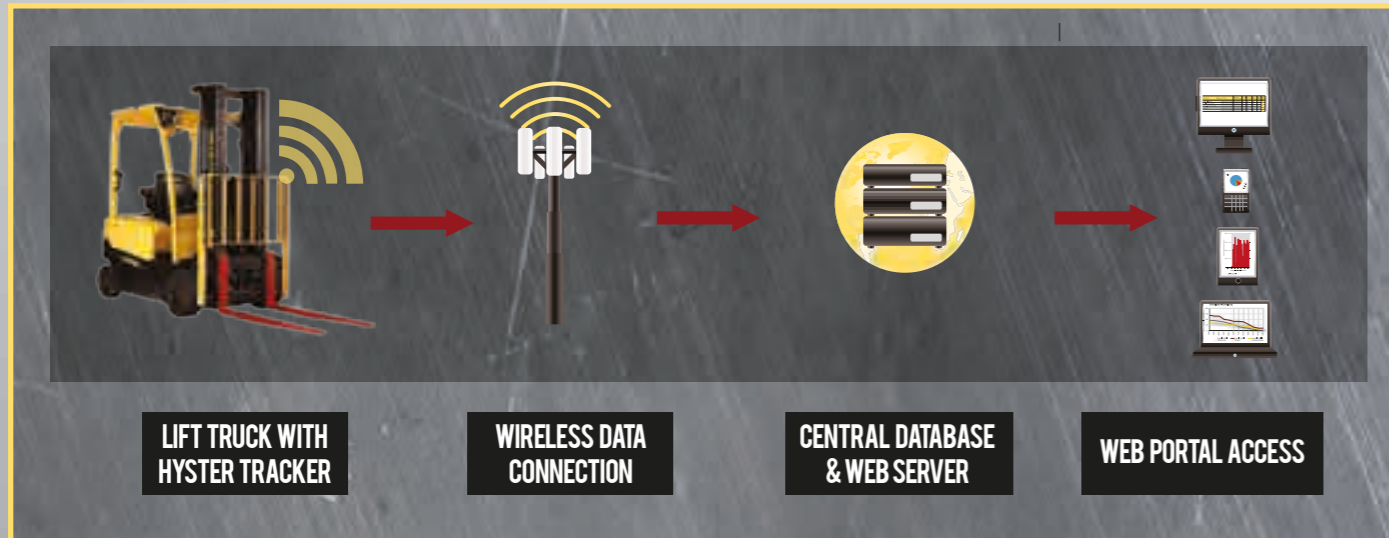 LIFT TRUCK WITH
HYSTER TRACKER
WIRELESS DATA
CONNECTION
CENTRAL DATABASE
& WEB SERVER
WEB PORTAL ACCESS